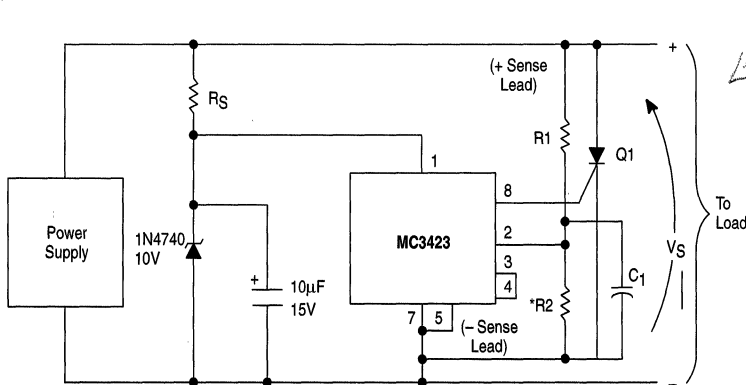 +
(+ Sense
Lead)
RS
R1
Q1
1
8
Power
Supply
MC3423
2
To
Load
VS
1N4740
10V
3
4
C1
+
10μF
15V
*R2
7
5
(– Sense
Lead)
–